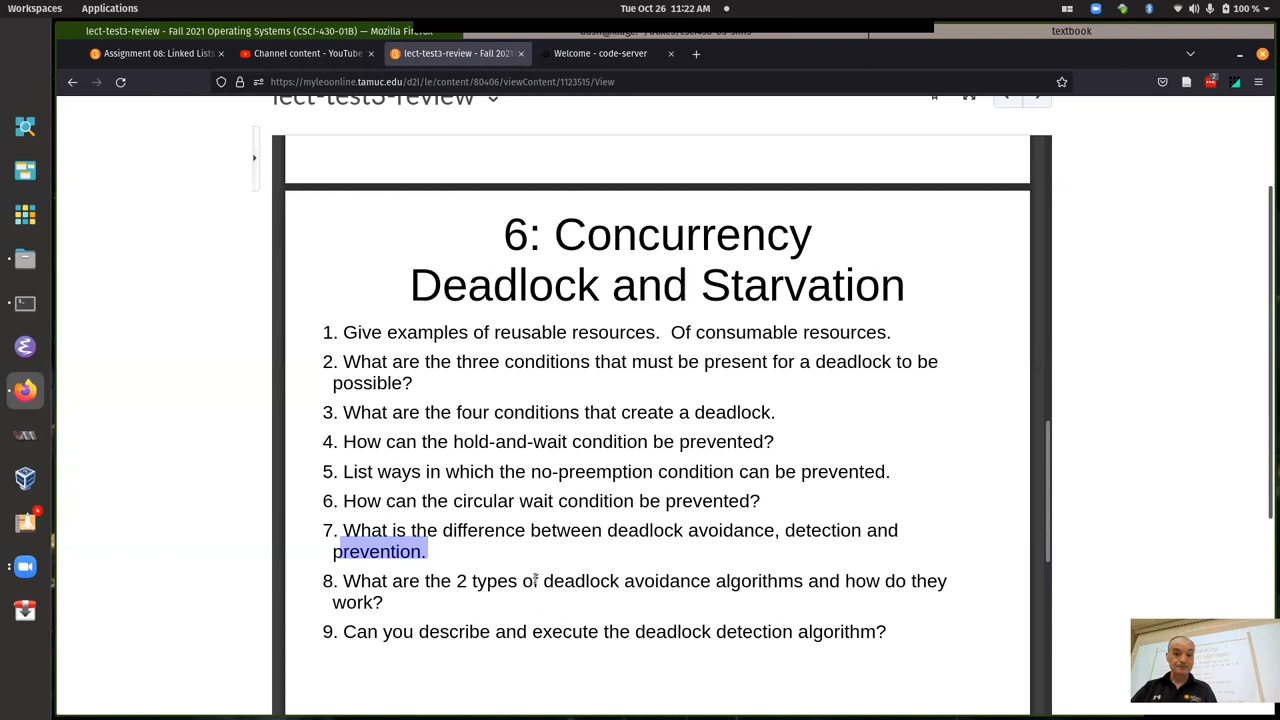 Workspaces Applications Tue Oct 26 11:22 AM 100 %
lect-test3-review - Fall 2021 Operating Systems (CSCI-430-01B) — Mozilla Firefox textbook
Assignment 08: Linked Lists Channel content - YouTube lect-test3-review - Fall 2021 Welcome - code-server
https://myleoonline.tamuc.edu/d2l/le/content/80406/viewContent/1123515/View
lect-test3-review
6: Concurrency
Deadlock and Starvation
1. Give examples of reusable resources. Of consumable resources.
2. What are the three conditions that must be present for a deadlock to be
possible?
3. What are the four conditions that create a deadlock.
4. How can the hold-and-wait condition be prevented?
5. List ways in which the no-preemption condition can be prevented.
6. How can the circular wait condition be prevented?
7. What is the difference between deadlock avoidance, detection and
prevention.
8. What are the 2 types of deadlock avoidance algorithms and how do they
work?
9. Can you describe and execute the deadlock detection algorithm?